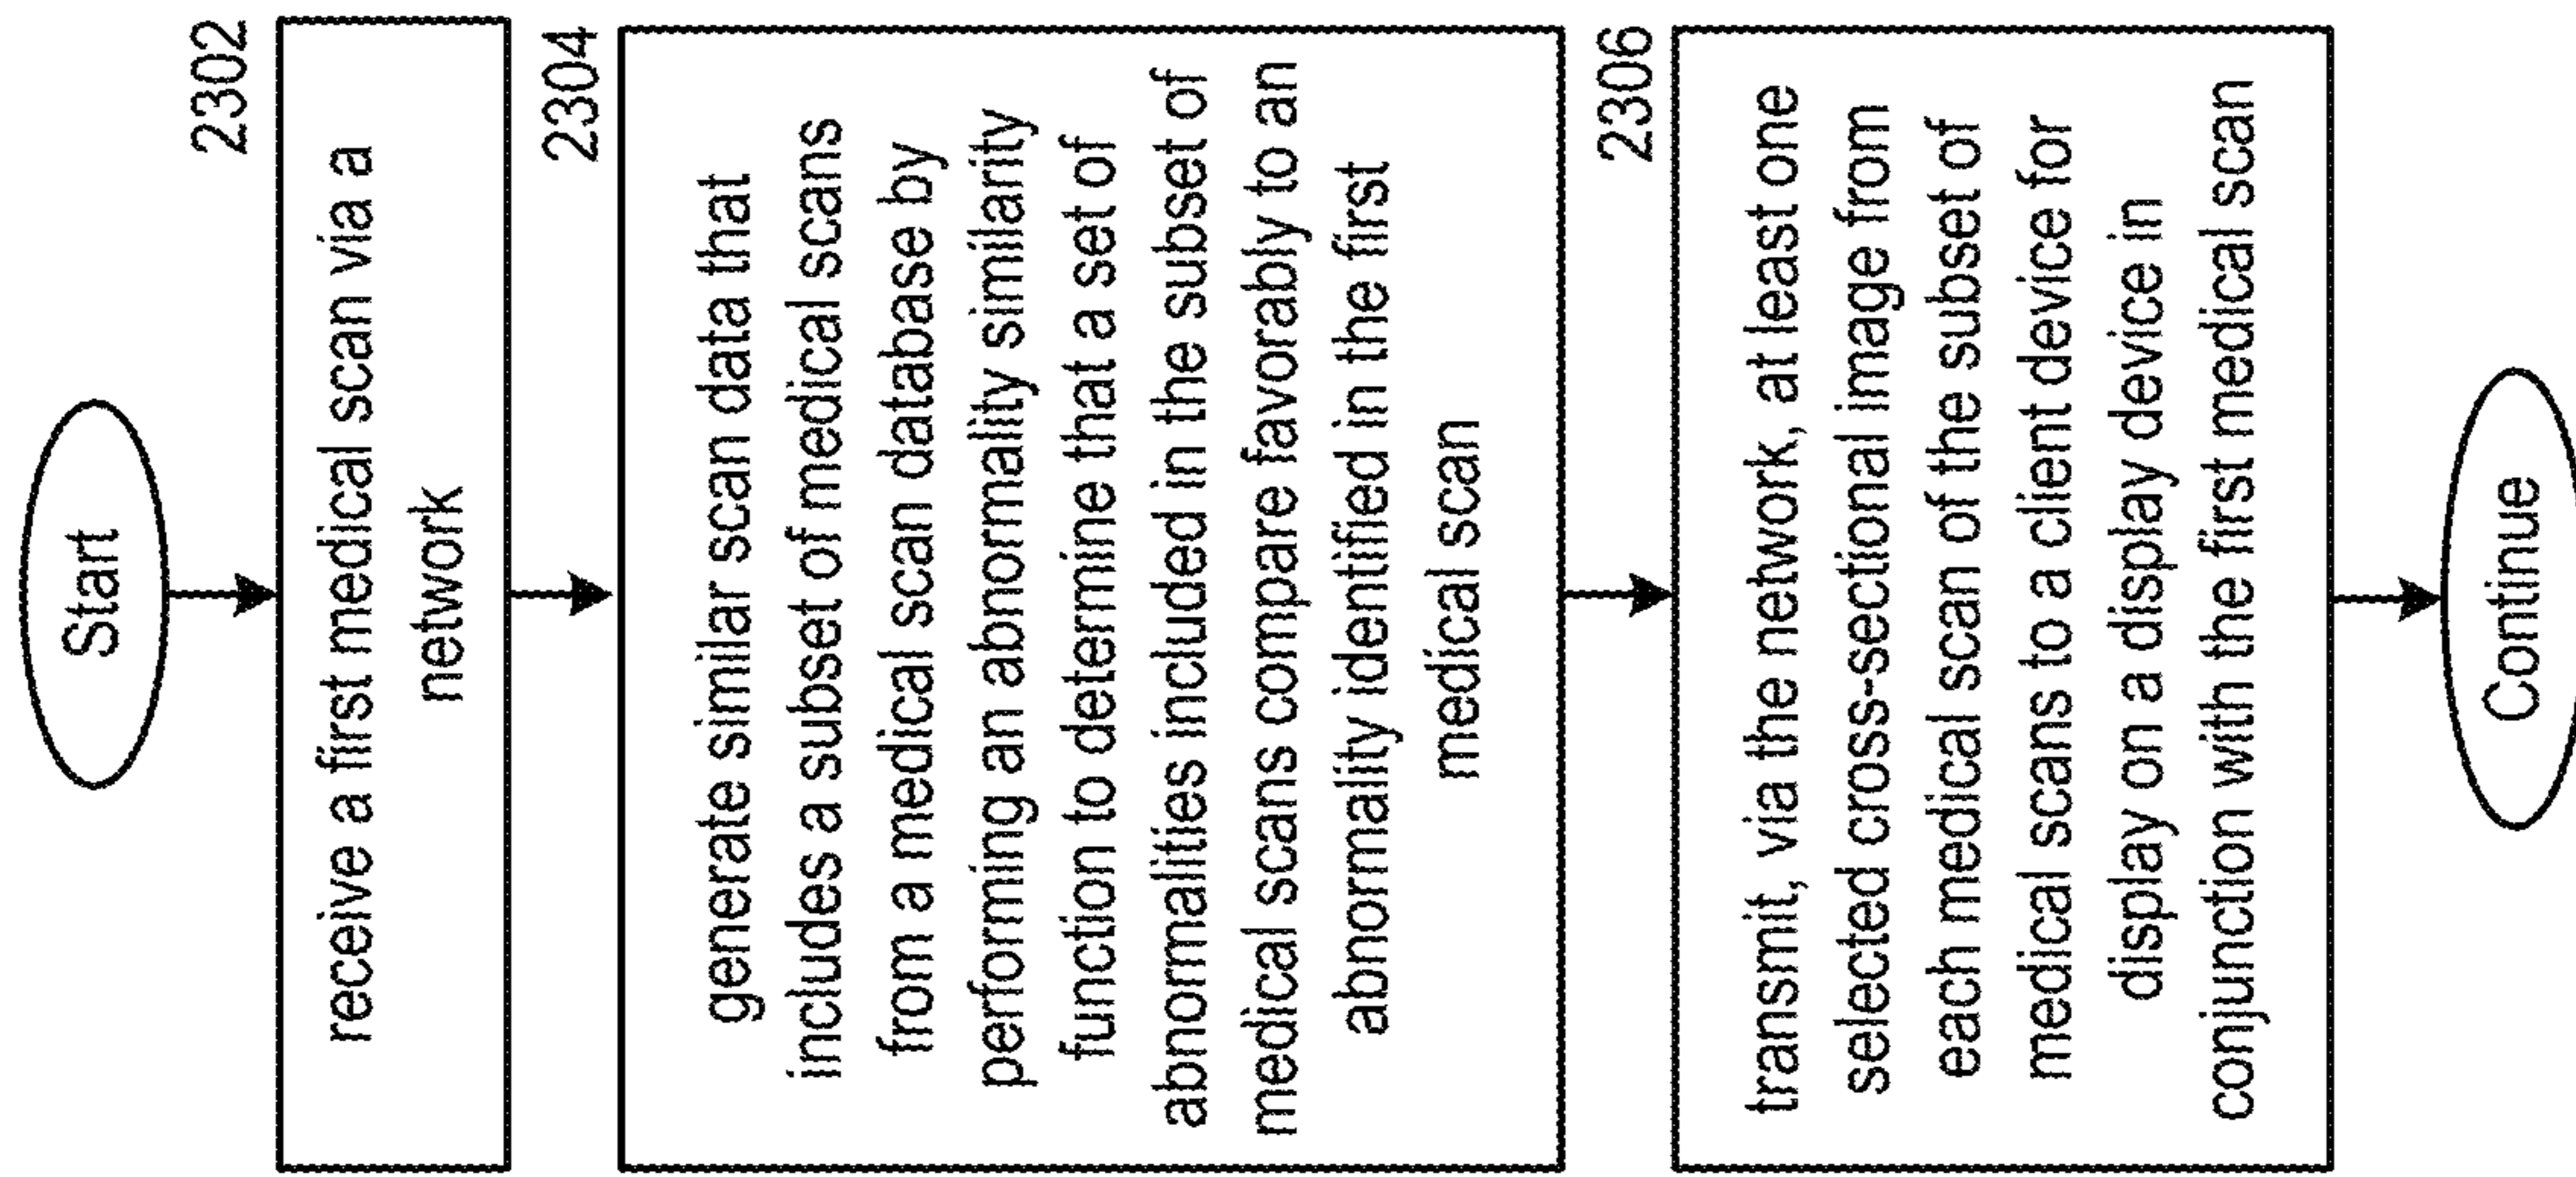 Start
2302
receive a first medical scan via a
network
2304
generate similar scan data that
includes a subset of medical scans
from a medical scan database by
performing an abnormality similarity
function to determine that a set of
abnormalities included in the subset of
medical scans compare favorably to an
abnormality identified in the first
medical scan
2306
transmit, via the network, at least one
selected cross-sectional image from
each medical scan of the subset of
medical scans to a client device for
display on a display device in
conjunction with the first medical scan
Continue